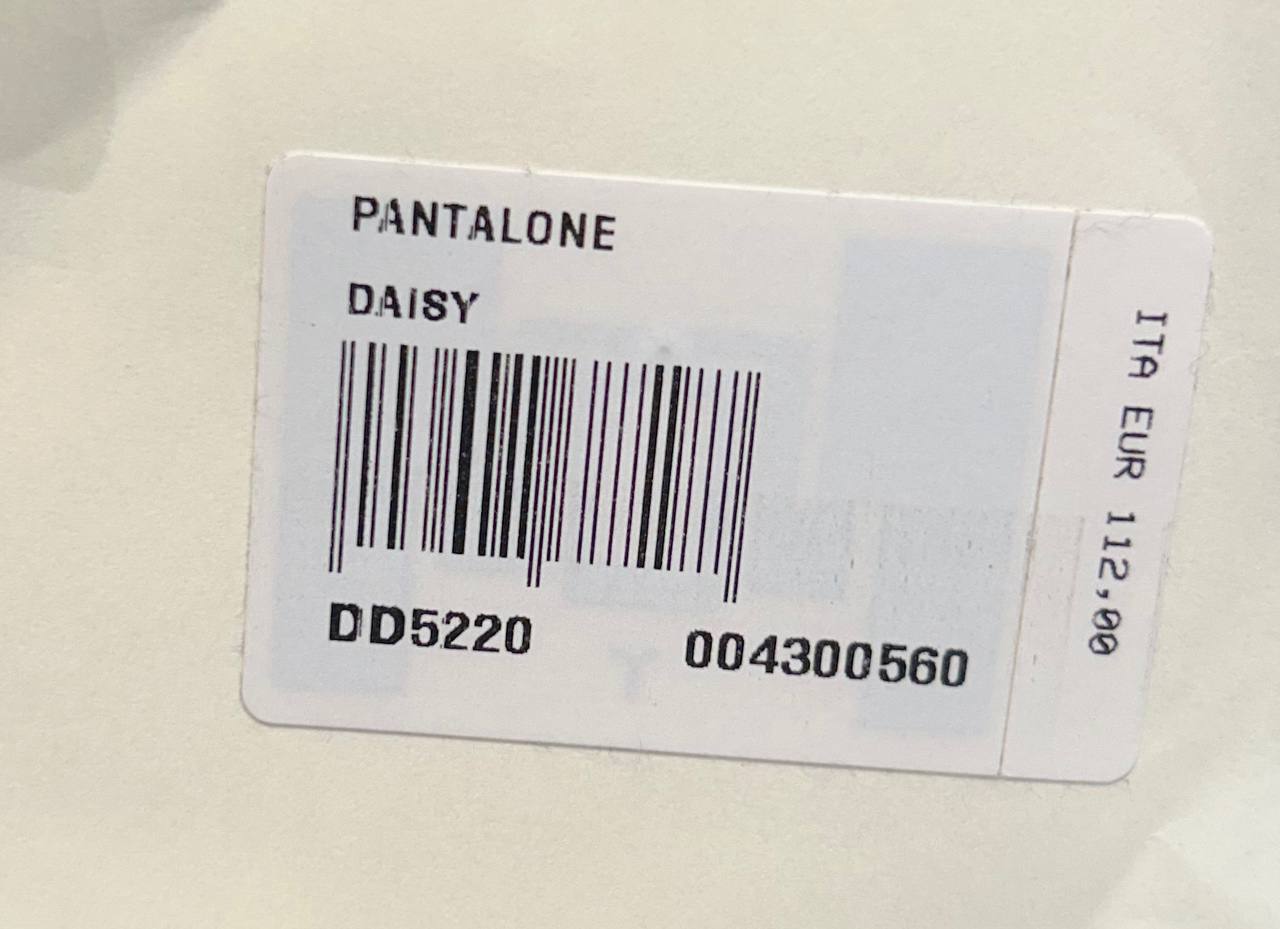 PANTALONE
DAISY
DD5220 004300560
ITA EUR 112,00